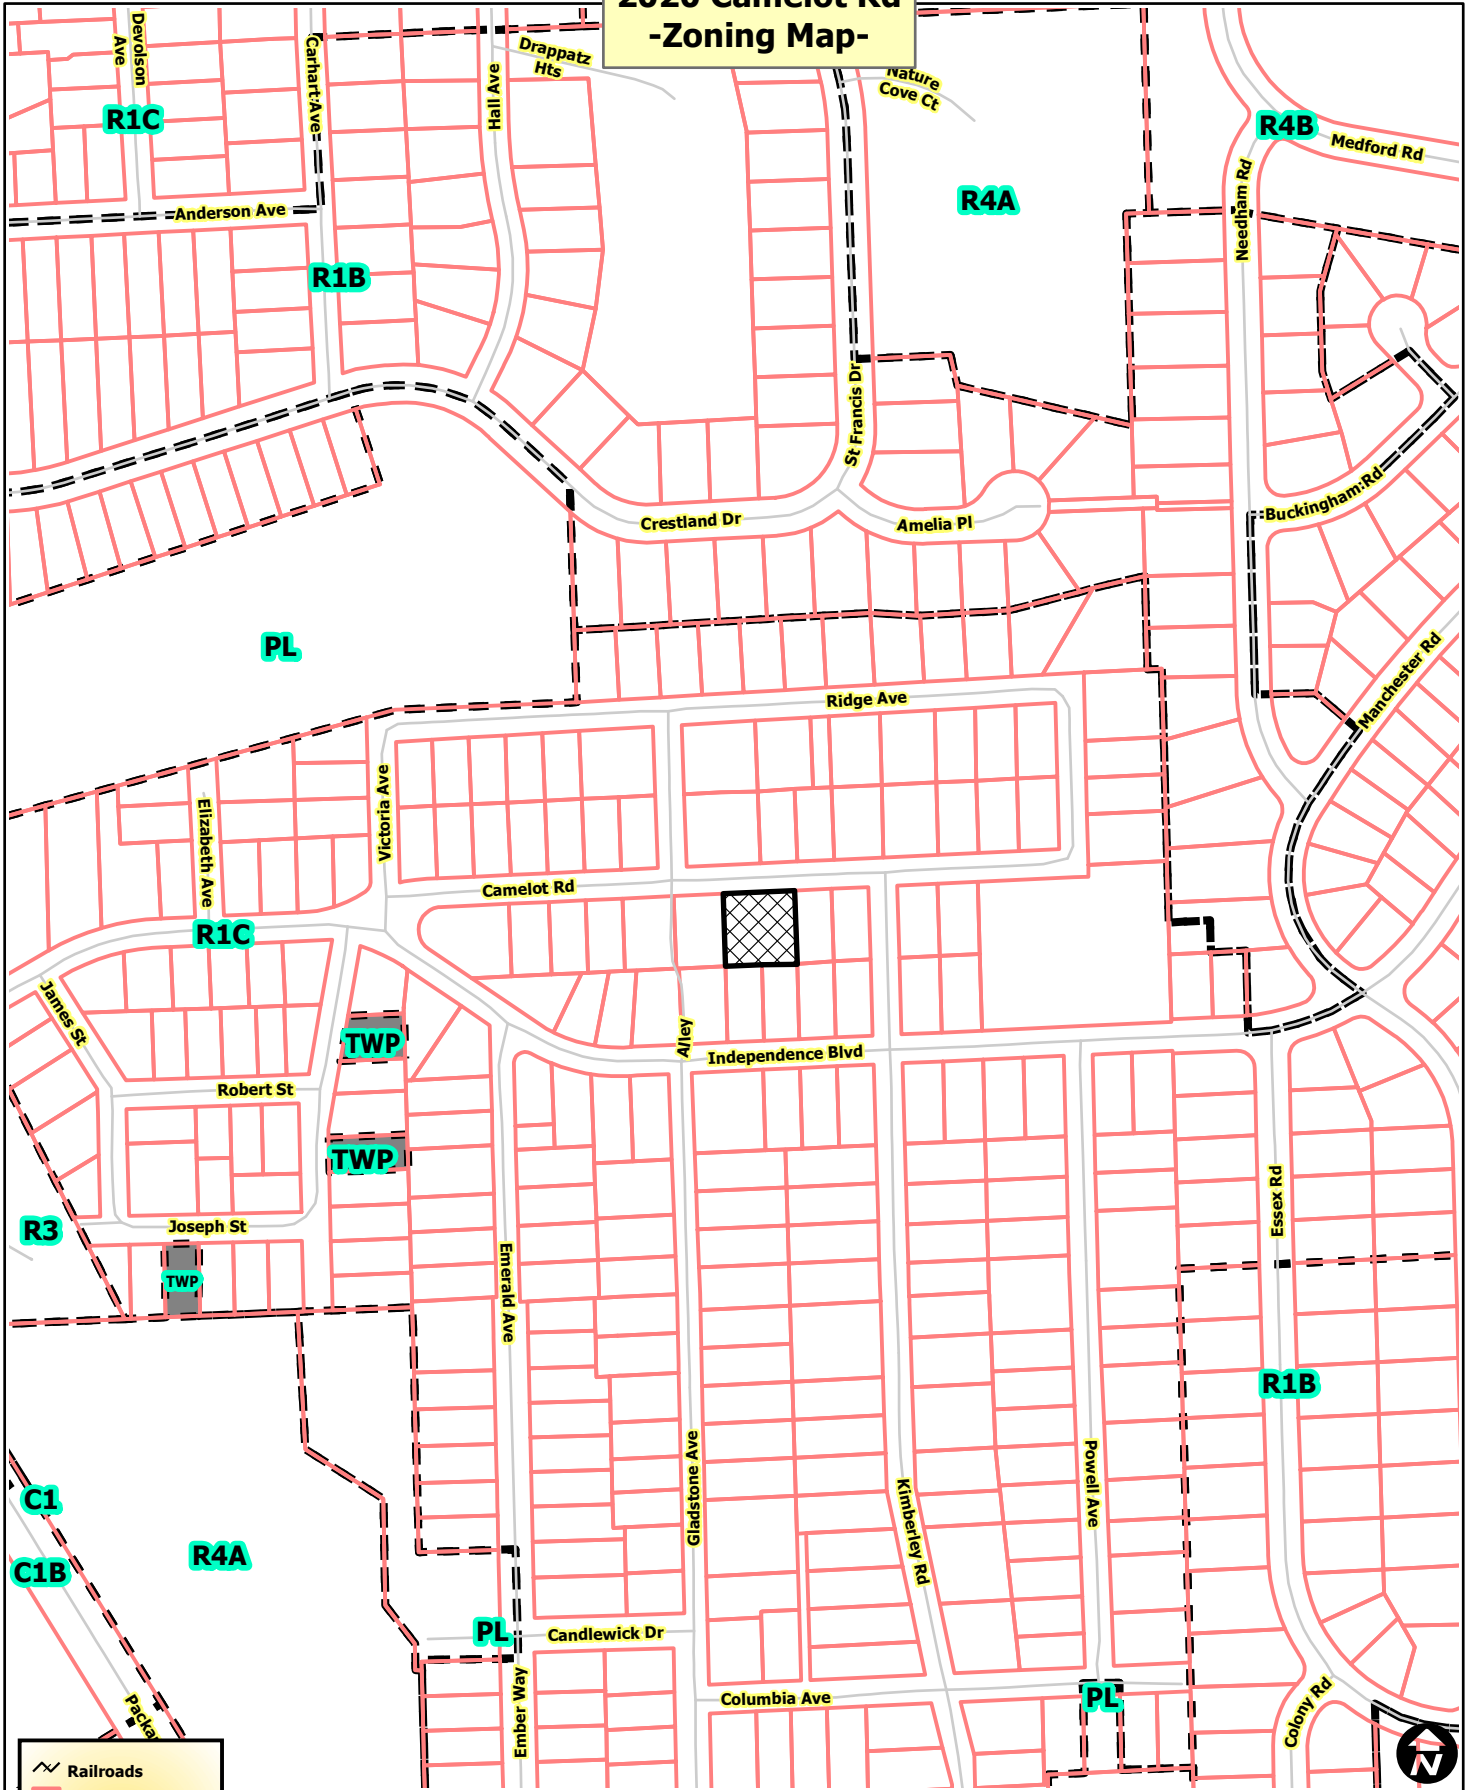 2020 Camelot Rd
-Zoning Map-
Devolson
Ave
Carhart Ave
Hall Ave
Drappatz
Hts
Nature
Cove Ct
R1C
R4B
Medford Rd
Needham Rd
R4A
Anderson Ave
R1B
St Francis Dr
Buckingham Rd
Crestland Dr
Amelia Pl
PL
Manchester Rd
Ridge Ave
Victoria Ave
Elizabeth Ave
Camelot Rd
R1C
James St
TWP
Alley
Independence Blvd
Robert St
TWP
Essex Rd
R3
Joseph St
TWP
Emerald Ave
R1B
Gladstone Ave
Powell Ave
Kimberley Rd
C1
R4A
C1B
PL
Candlewick Dr
Ember Way
Columbia Ave
PL
Colony Rd
Packa
Railroads
N